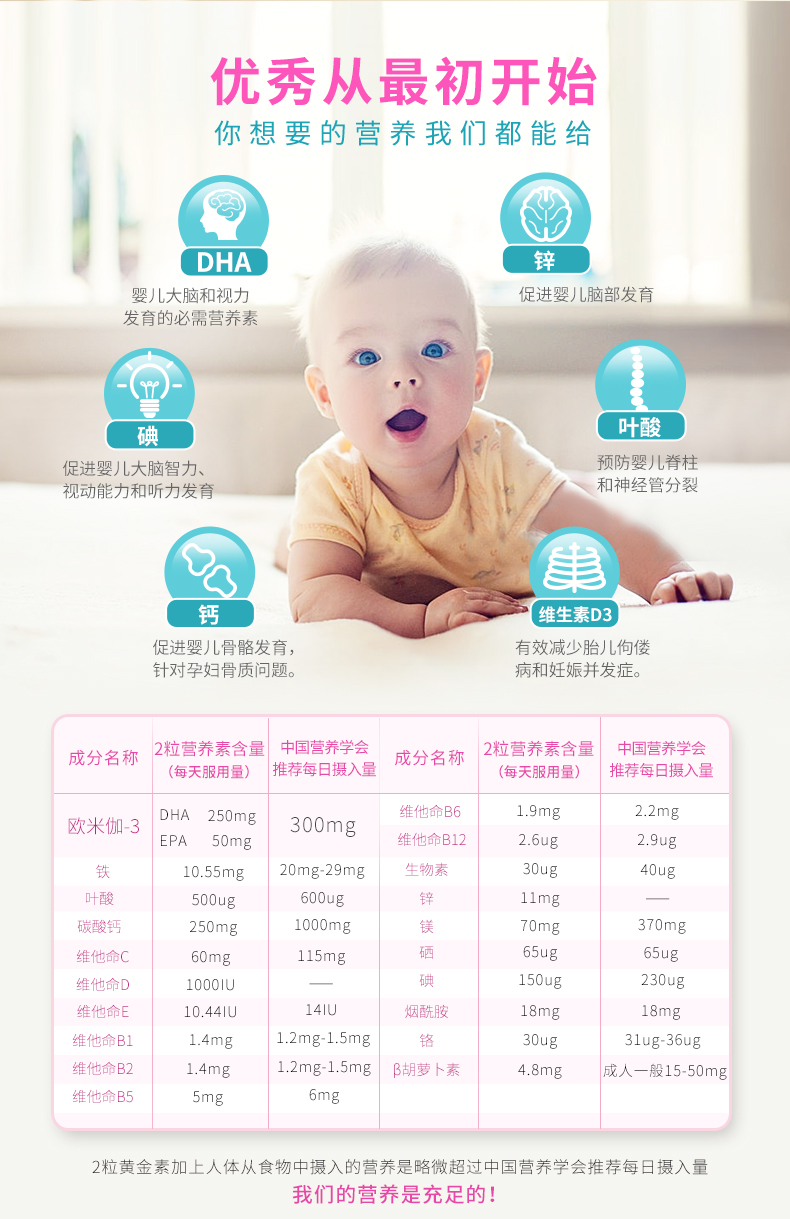 优秀从最初开始
你想要的营养我们都能给
DHA
婴儿大脑和视力
发育的必需营养素
锌
促进婴儿脑部发育
碘
促进婴儿大脑智力、
视动能力和听力发育
叶酸
预防婴儿脊柱
和神经管分裂
钙
促进婴儿骨骼发育，
针对孕妇骨质问题。
维生素D3
有效减少胎儿佝偻
病和妊娠并发症。
成分名称 2粒营养素含量（每天服用量） 中国营养学会推荐每日摄入量 成分名称 2粒营养素含量（每天服用量） 中国营养学会推荐每日摄入量
欧米伽-3 DHA 250mg EPA 50mg 300mg
铁 10.55mg 20mg-29mg
叶酸 500ug 600ug
碳酸钙 250mg 1000mg
维他命C 60mg 115mg
维他命D 1000IU —
维他命E 10.44IU 14IU
维他命B1 1.4mg 1.2mg-1.5mg
维他命B2 1.4mg 1.2mg-1.5mg
维他命B5 5mg 6mg
维他命B6 1.9mg 2.2mg
维他命B12 2.6ug 2.9ug
生物素 30ug 40ug
锌 11mg —
镁 70mg 370mg
硒 65ug 65ug
碘 150ug 230ug
烟酰胺 18mg 18mg
铬 30ug 31ug-36ug
β胡萝卜素 4.8mg 成人一般15-50mg
2粒黄金素加上人体从食物中摄入的营养是略微超过中国营养学会推荐每日摄入量
我们的营养是充足的！